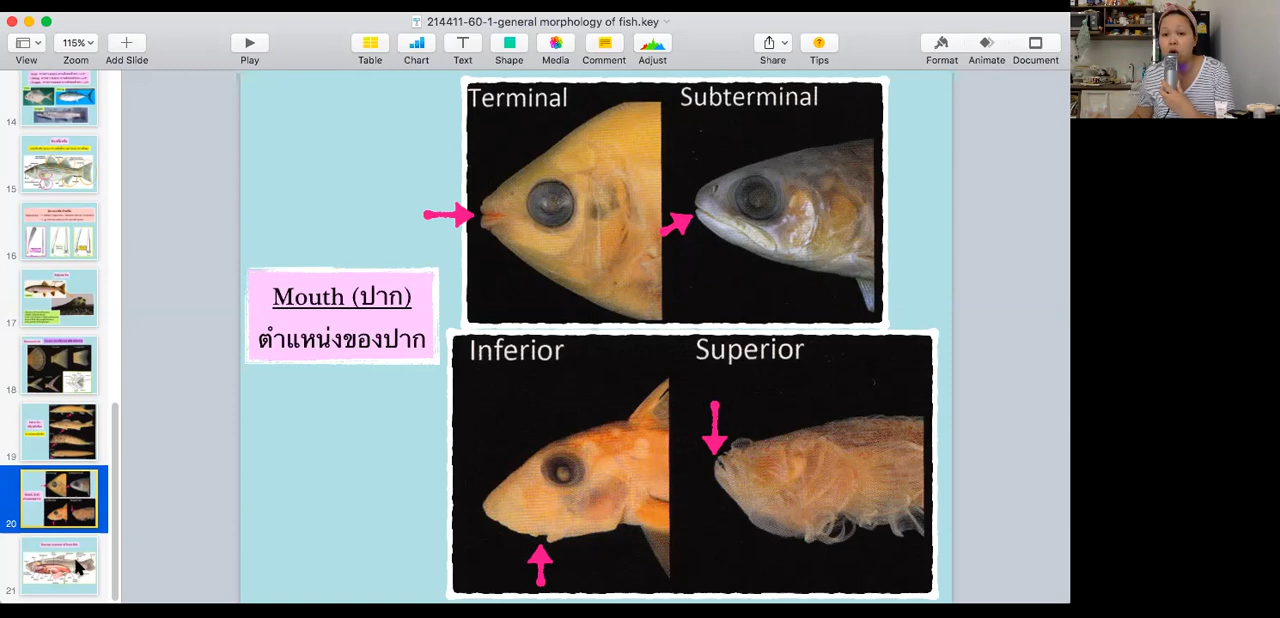 214411-60-1-general morphology of fish.key
115%
View
Zoom
Add Slide
Play
Table
Chart
Text
Shape
Media
Comment
Adjust
Share
Tips
Format
Animate
Document
14
15
16
17
18
19
20
21
Terminal
Subterminal
Mouth (ปาก)
ตำแหน่งของปาก
Inferior
Superior